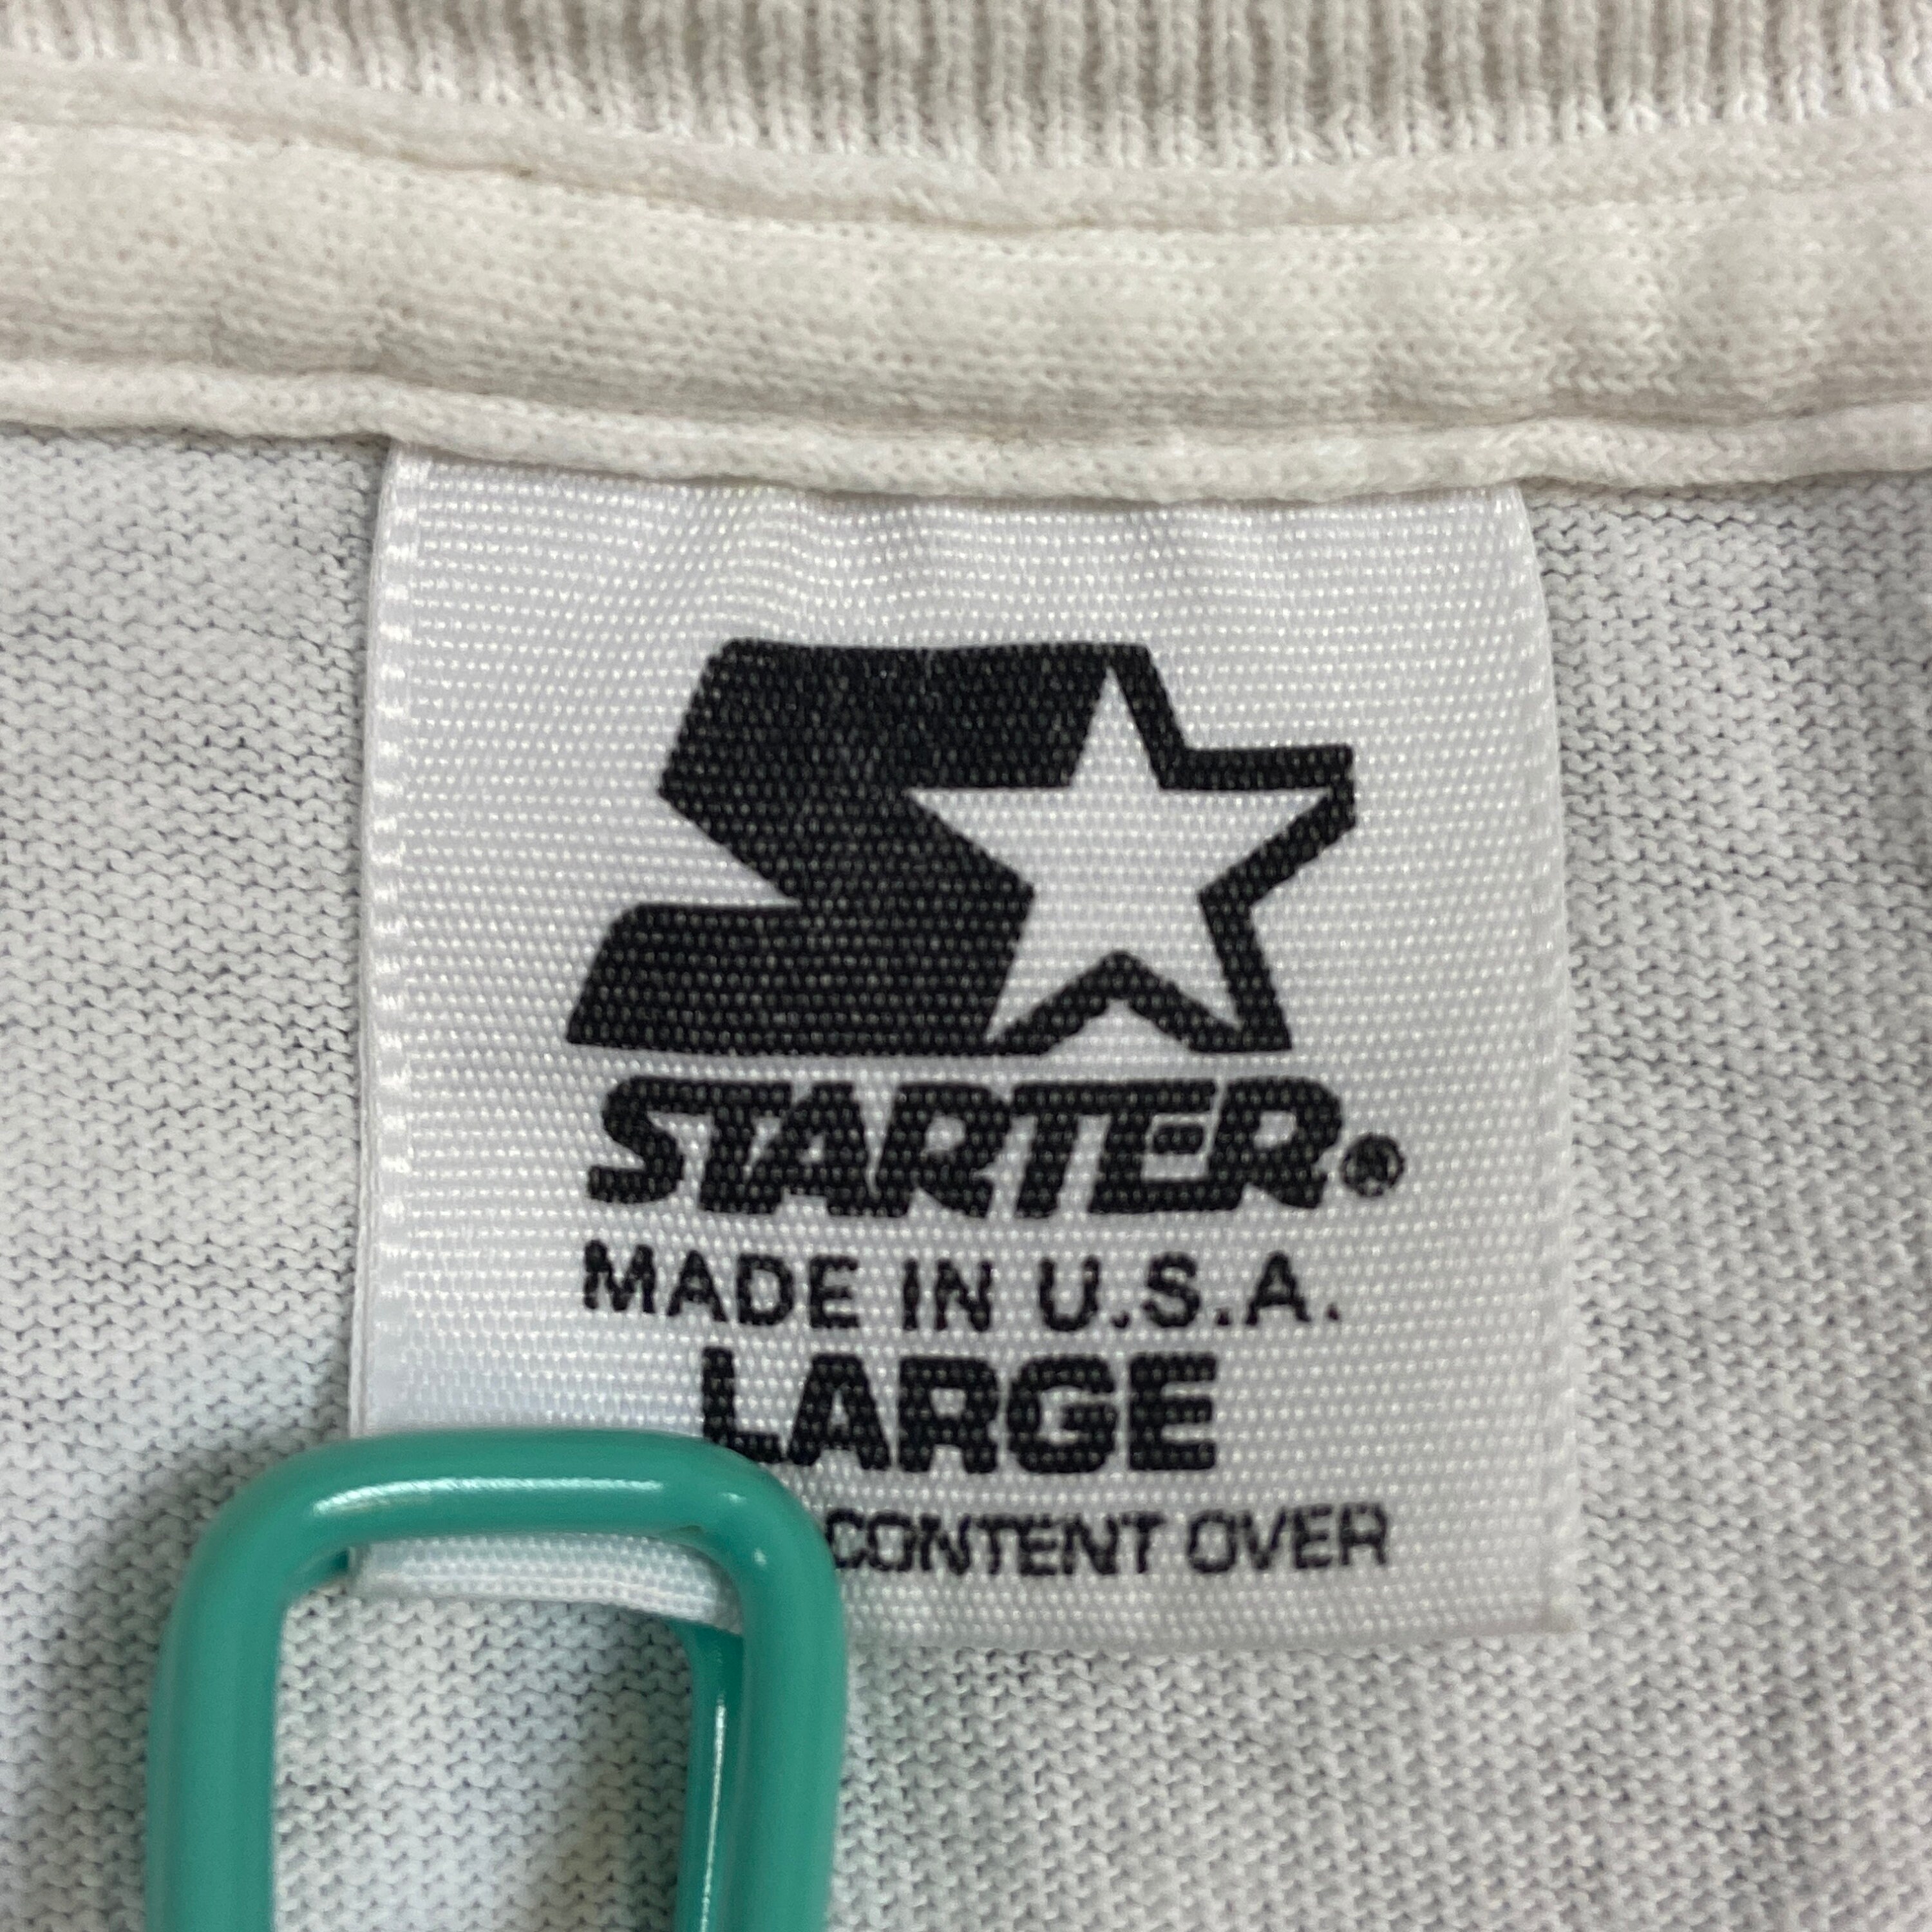 STARTER®
MADE IN U.S.A.
LARGE
CONTENT OVER